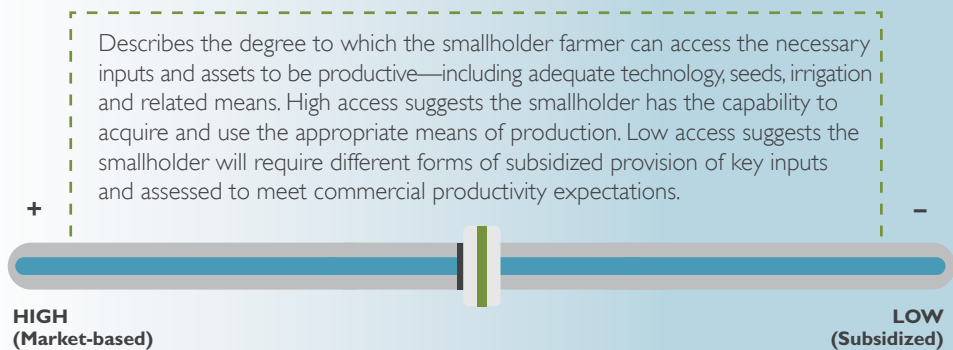 Describes the degree to which the smallholder farmer can access the necessary
inputs and assets to be productive—including adequate technology, seeds, irrigation
and related means. High access suggests the smallholder has the capability to
acquire and use the appropriate means of production. Low access suggests the
smallholder will require different forms of subsidized provision of key inputs
and assessed to meet commercial productivity expectations.
+
–
HIGH
(Market-based)
LOW
(Subsidized)